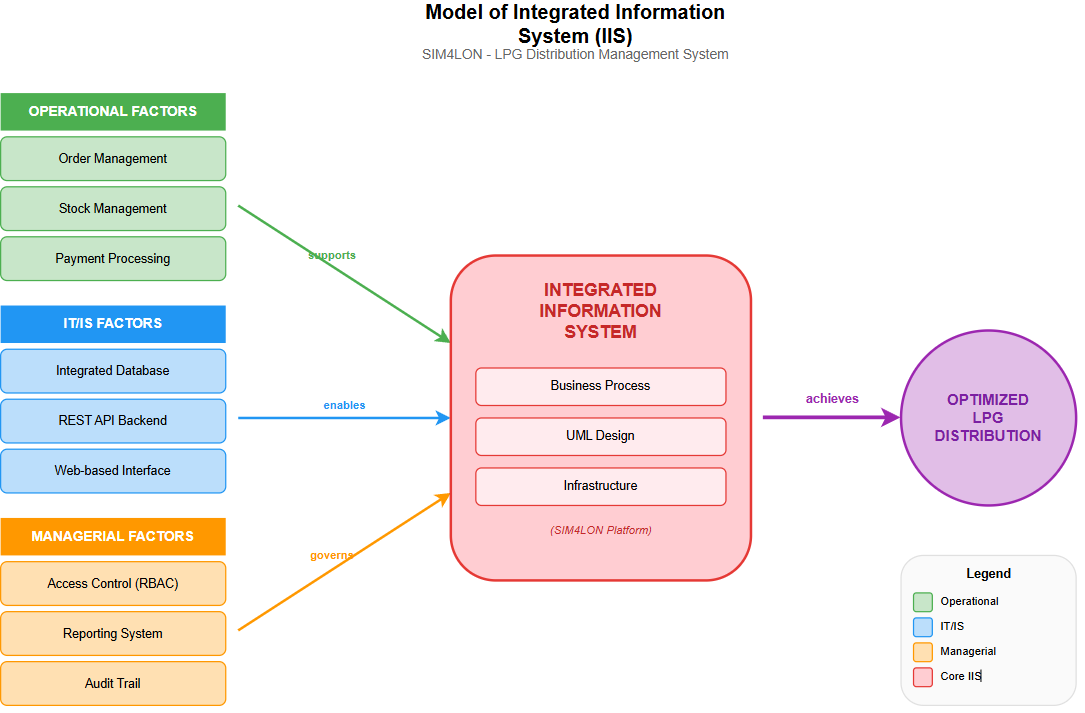 Model of Integrated Information
System (IIS)
SIM4LON - LPG Distribution Management System
OPERATIONAL FACTORS
Order Management
Stock Management
Payment Processing
IT/IS FACTORS
Integrated Database
REST API Backend
Web-based Interface
MANAGERIAL FACTORS
Access Control (RBAC)
Reporting System
Audit Trail
supports
enables
governs
INTEGRATED
INFORMATION
SYSTEM
Business Process
UML Design
Infrastructure
(SIM4LON Platform)
achieves
OPTIMIZED
LPG
DISTRIBUTION
Legend
Operational
IT/IS
Managerial
Core IIS